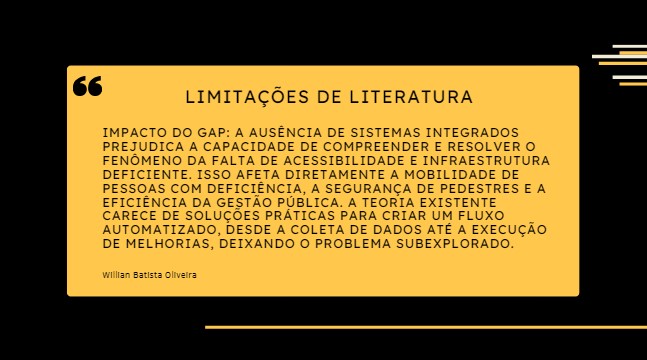 ❝
LIMITAÇÕES DE LITERATURA
IMPACTO DO GAP: A AUSÊNCIA DE SISTEMAS INTEGRADOS
PREJUDICA A CAPACIDADE DE COMPREENDER E RESOLVER O
FENÔMENO DA FALTA DE ACESSIBILIDADE E INFRAESTRUTURA
DEFICIENTE. ISSO AFETA DIRETAMENTE A MOBILIDADE DE
PESSOAS COM DEFICIÊNCIA, A SEGURANÇA DE PEDESTRES E A
EFICIÊNCIA DA GESTÃO PÚBLICA. A TEORIA EXISTENTE
CARECE DE SOLUÇÕES PRÁTICAS PARA CRIAR UM FLUXO
AUTOMATIZADO, DESDE A COLETA DE DADOS ATÉ A EXECUÇÃO
DE MELHORIAS, DEIXANDO O PROBLEMA SUBEXPLORADO.
Willian Batista Oliveira